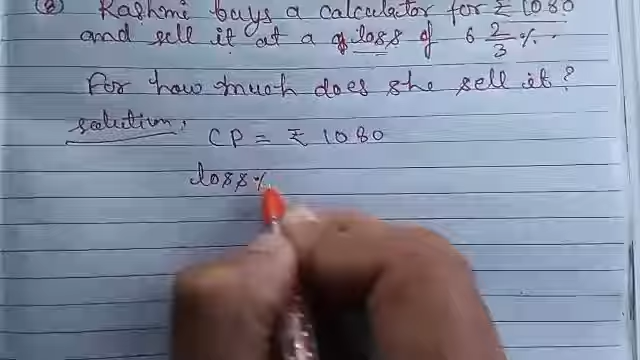 (8) Rashmi buys a calculator for ₹ 1080
and sell it at a loss of 6 2/3 %.
For how much does she sell it?
solution:
CP = ₹ 1080
loss %